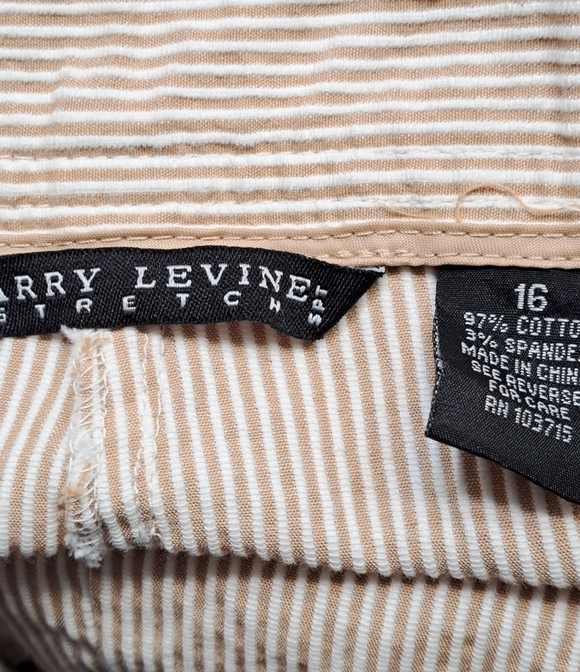 ARRY LEVINE
STRETCH SPT
16
97% COTTO
3% SPANDE
MADE IN CHIN
SEE REVERSE
FOR CARE
RN 103715